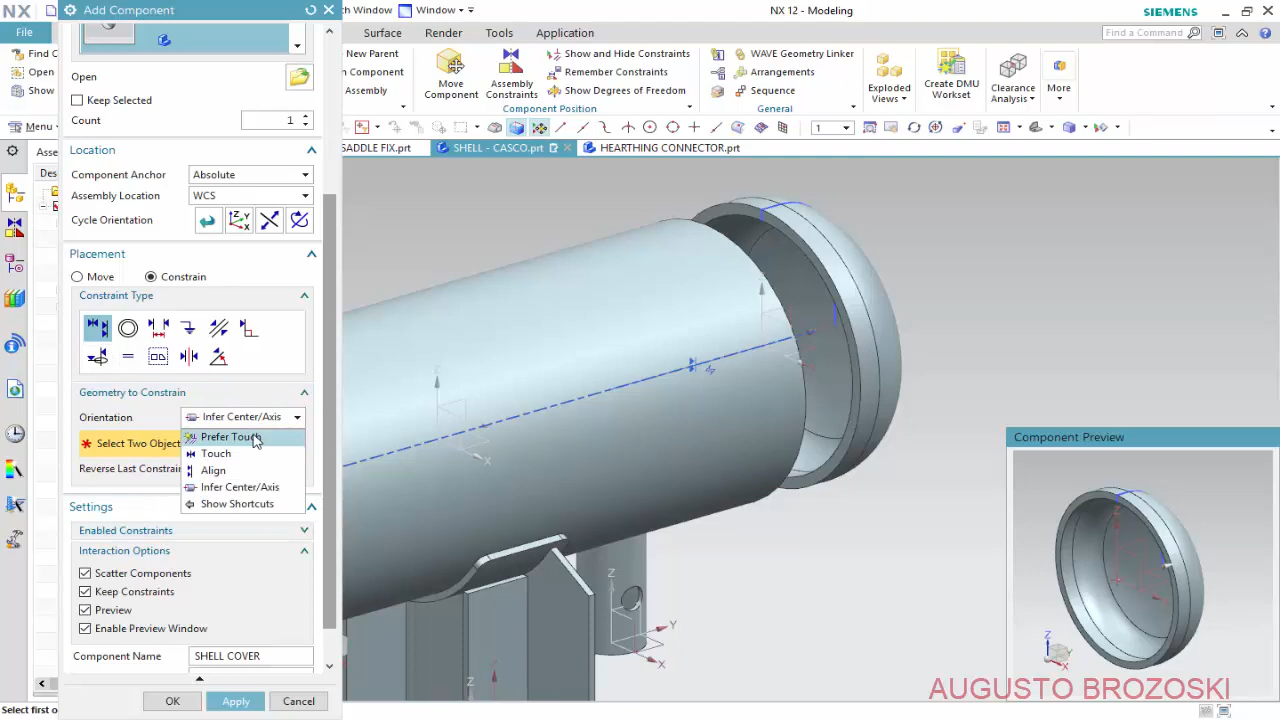 NX
Add Component
tch Window
Window
NX 12 - Modeling
SIEMENS
File
Surface
Render
Tools
Application
Find a Command
Find C
Open
Show
Open
Keep Selected
Count
1
New Parent
n Component
Assembly
Move
Component
Assembly
Constraints
Show and Hide Constraints
Remember Constraints
Show Degrees of Freedom
Component Position
WAVE Geometry Linker
Arrangements
Sequence
General
Exploded
Views
Create DMU
Workset
Clearance
Analysis
More
Menu
1
Asse
Des
SADDLE FIX.prt
SHELL - CASCO.prt
HEARTHING CONNECTOR.prt
Location
Component Anchor
Absolute
Assembly Location
WCS
Cycle Orientation
Z Y
X
Placement
Move
Constrain
Constraint Type
Geometry to Constrain
Orientation
Infer Center/Axis
Prefer Touch
Select Two Object
Touch
Reverse Last Constrain
Align
Infer Center/Axis
Show Shortcuts
Settings
Enabled Constraints
Interaction Options
Scatter Components
Keep Constraints
Preview
Enable Preview Window
Component Name
SHELL COVER
OK
Apply
Cancel
Select first o
Z
X
Z
Y
X
Z
Component Preview
Z
X
AUGUSTO BROZOSKI